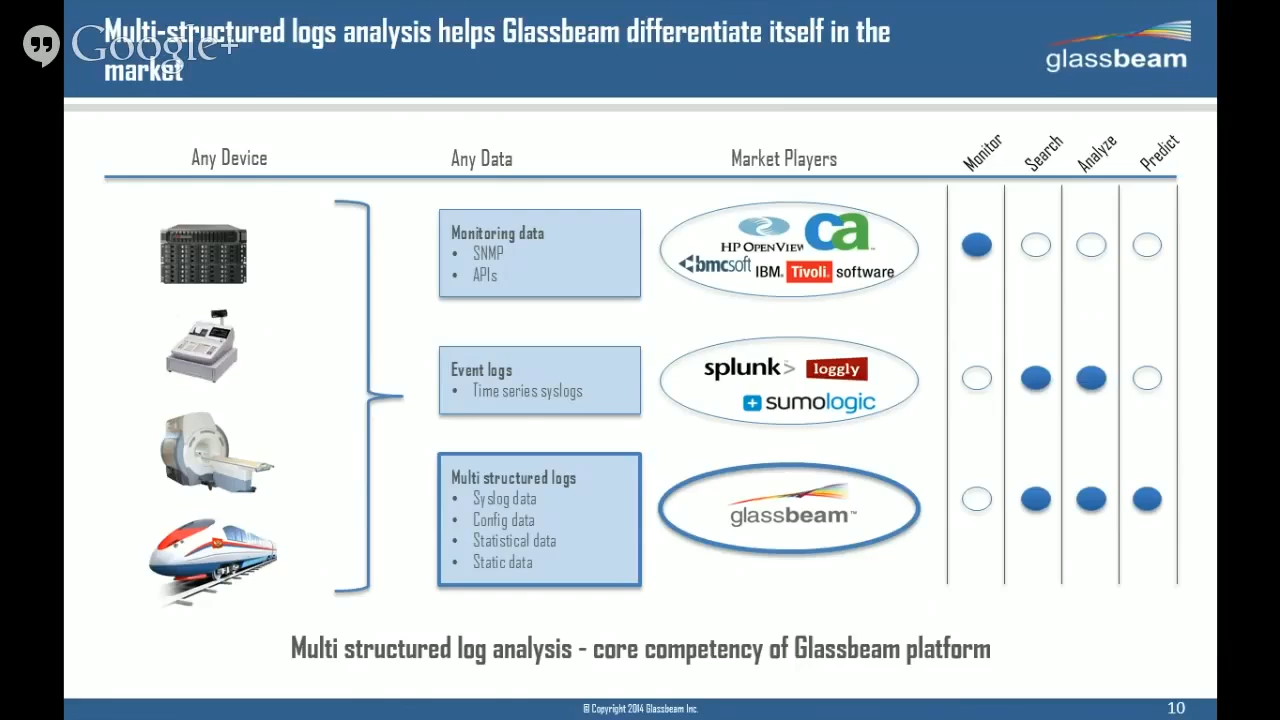 Multi-structured logs analysis helps Glassbeam differentiate itself in the
market
Google+
glassbeam
Any Device
Any Data
Market Players
Monitor
Search
Analyze
Predict
Monitoring data
• SNMP
• APIs
HP OPENVIEW
ca
bmcsoft
IBM. Tivoli. software
Event logs
• Time series syslogs
splunk>
loggly
sumologic
Multi structured logs
• Syslog data
• Config data
• Statistical data
• Static data
glassbeam™
Multi structured log analysis - core competency of Glassbeam platform
© Copyright 2014 Glassbeam Inc.
10